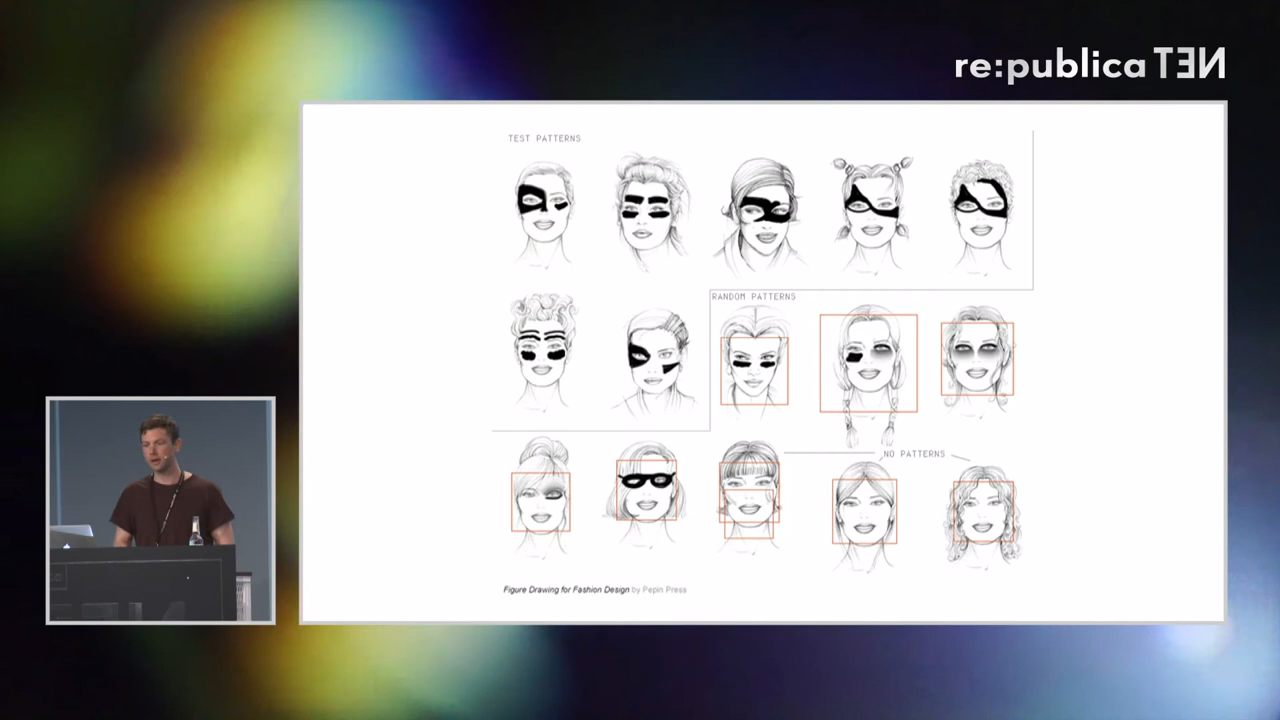 re:publica TEN
TEST PATTERNS
RANDOM PATTERNS
NO PATTERNS
Figure Drawing for Fashion Design by Pepin Press